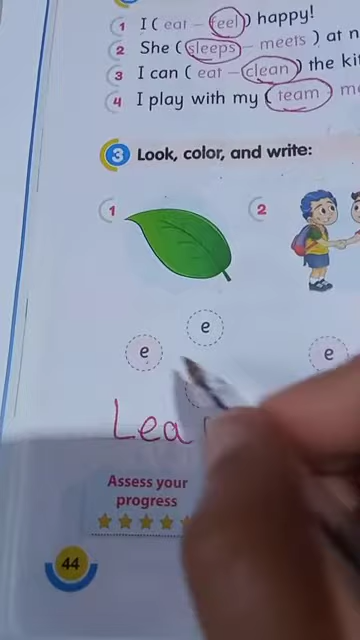 1 I ( eat – feel ) happy!
2 She ( sleeps – meets ) at n
3 I can ( eat – clean ) the ki
4 I play with my ( team – m
3 Look, color, and write:
1
2
e
e
e
Lea
Assess your
progress
44